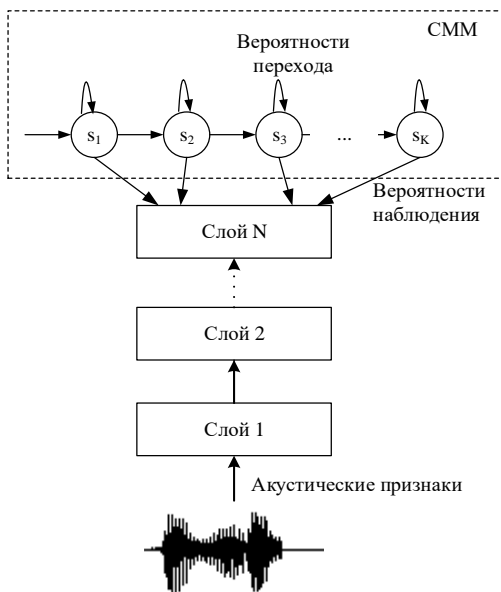 СММ
Вероятности
перехода
s1 s2 s3 ... sK
Вероятности
наблюдения
Слой N
Слой 2
Слой 1
Акустические признаки